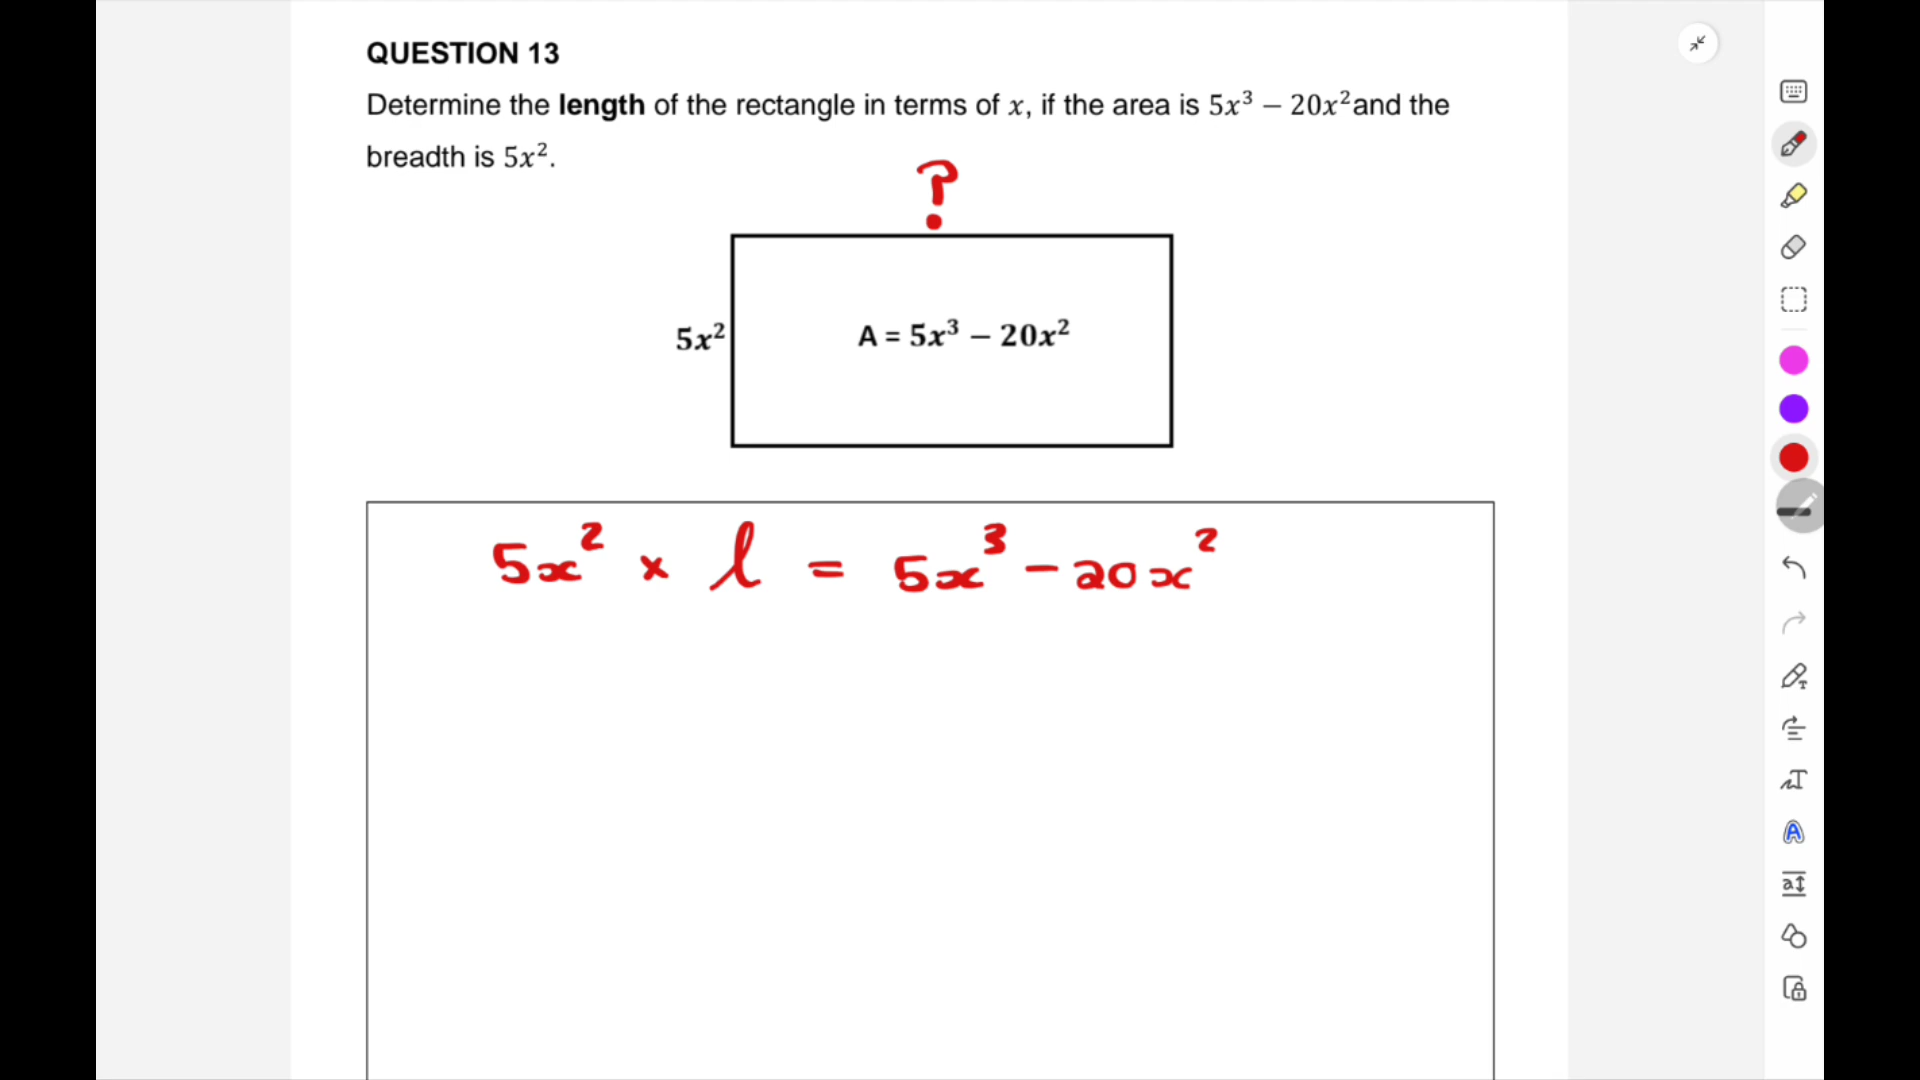 QUESTION 13
Determine the length of the rectangle in terms of x, if the area is 5x³ − 20x²and the
breadth is 5x².
?
5x²
A = 5x³ − 20x²
5x² × l = 5x³ − 20x²